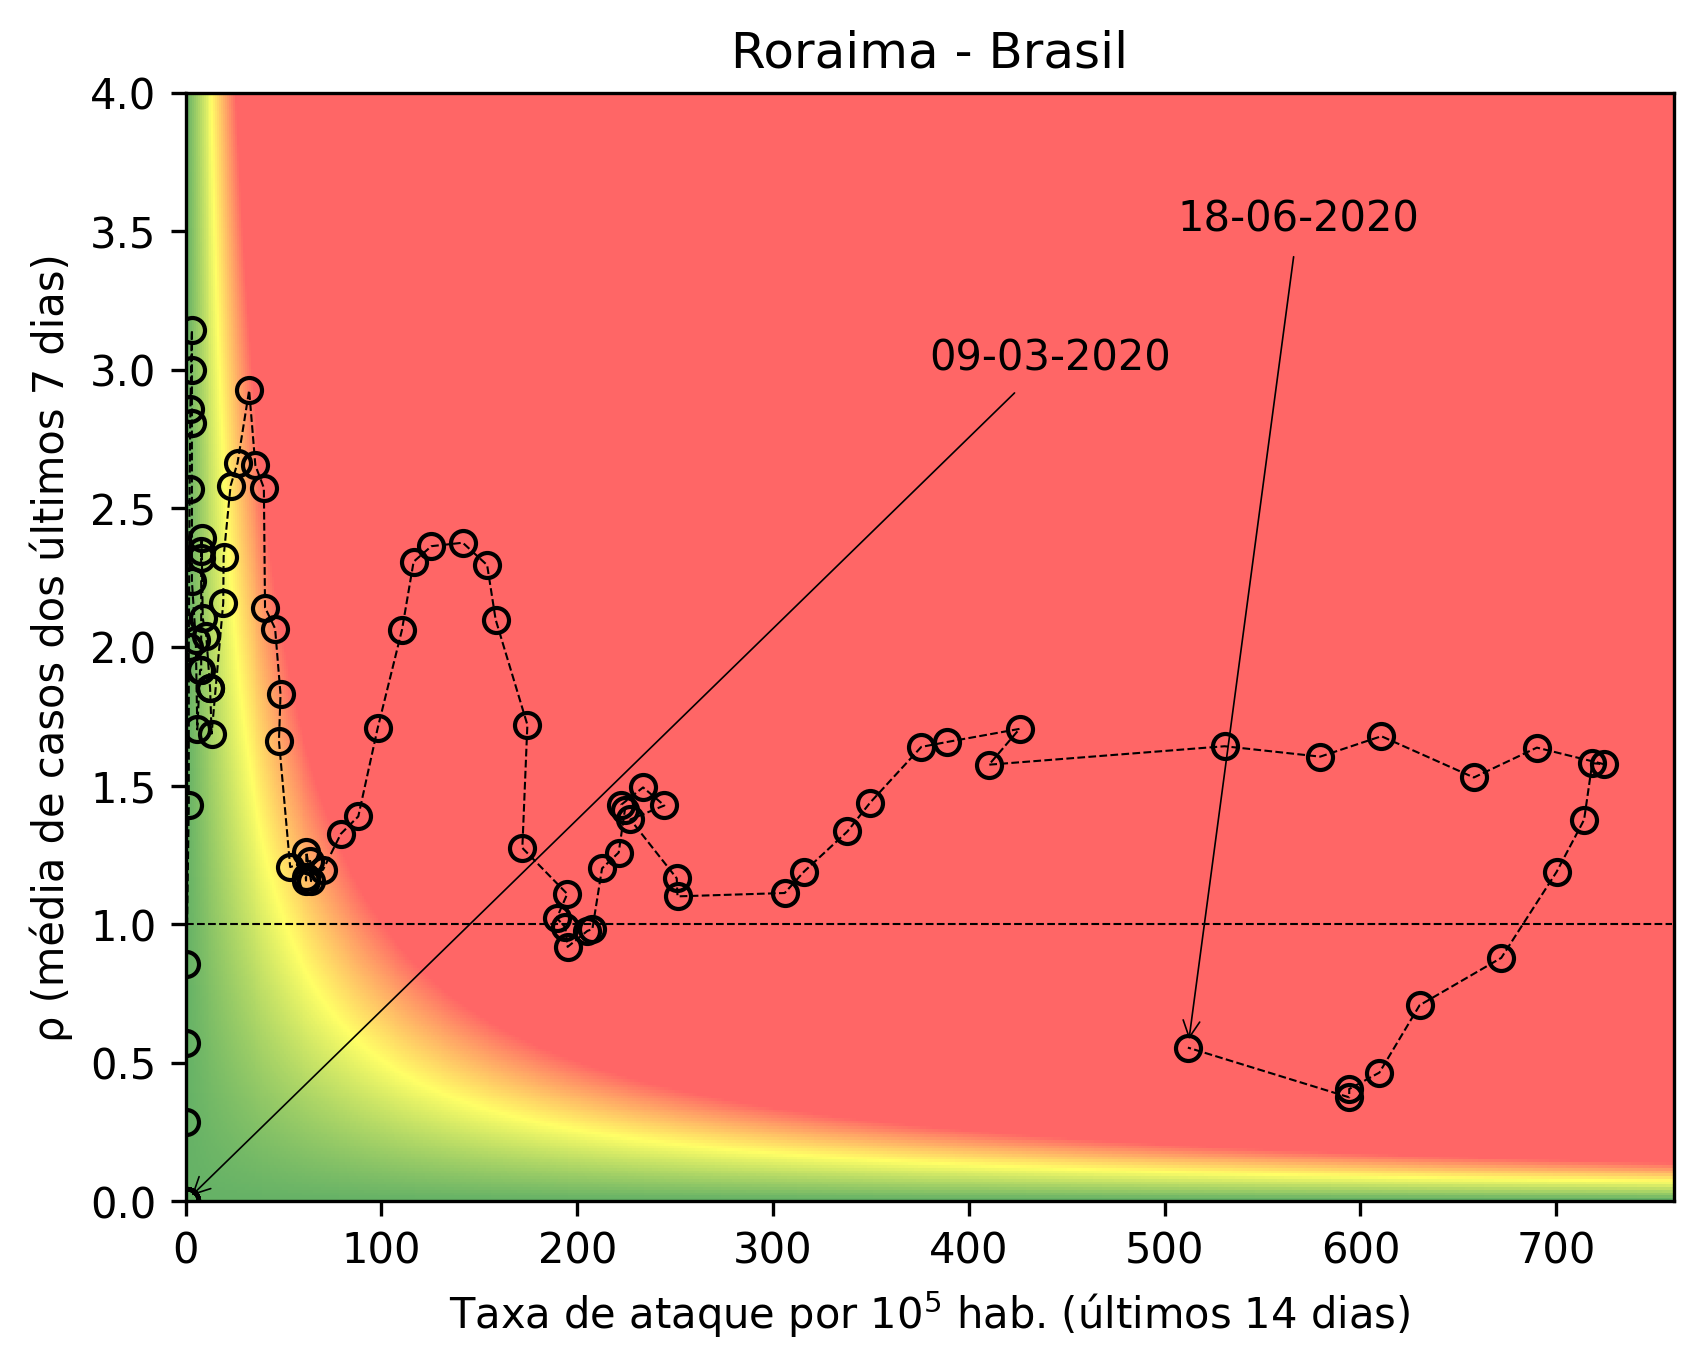 Roraima - Brasil
4.0
3.5
3.0
2.5
2.0
1.5
1.0
0.5
0.0
ρ (média de casos dos últimos 7 dias)
18-06-2020
09-03-2020
0 100 200 300 400 500 600 700
Taxa de ataque por 10⁵ hab. (últimos 14 dias)